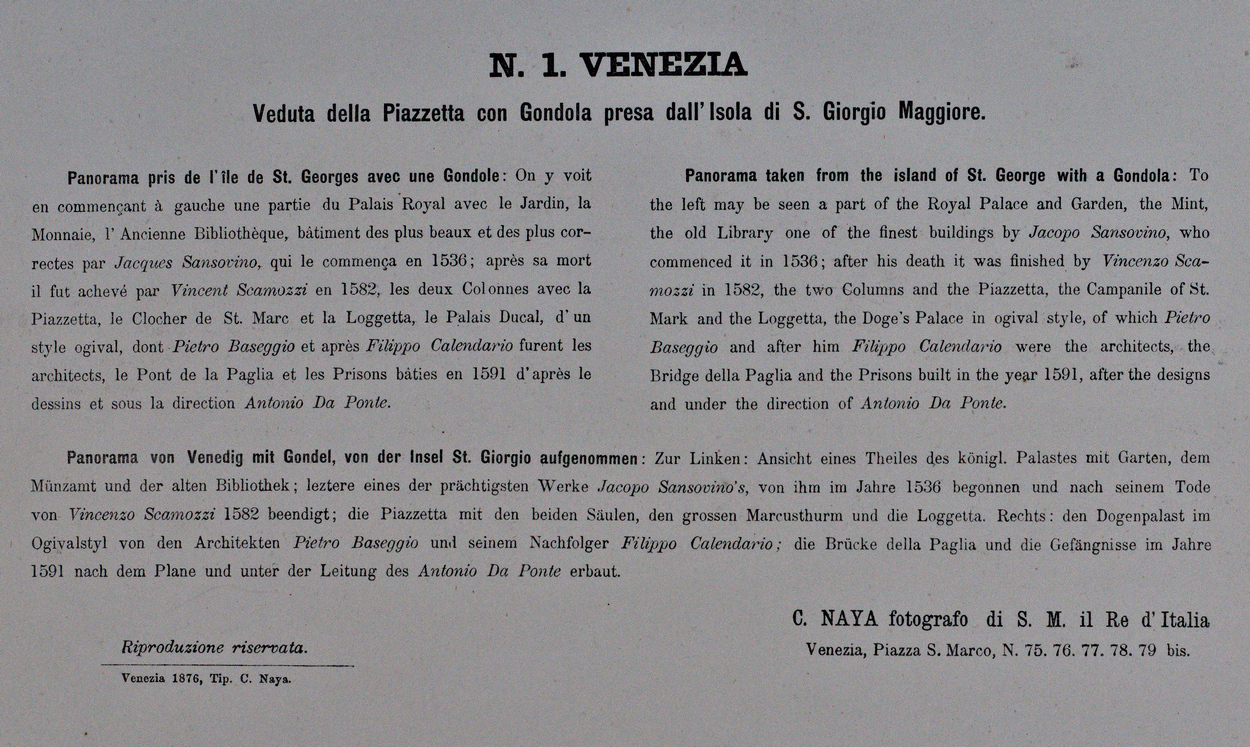 N. 1. VENEZIA
Veduta della Piazzetta con Gondola presa dall' Isola di S. Giorgio Maggiore.
Panorama pris de l'île de St. Georges avec une Gondole: On y voit
en commençant à gauche une partie du Palais Royal avec le Jardin, la
Monnaie, l' Ancienne Bibliothèque, bâtiment des plus beaux et des plus cor-
rectes par Jacques Sansovino, qui le commença en 1536; après sa mort
il fut achevé par Vincent Scamozzi en 1582, les deux Colonnes avec la
Piazzetta, le Clocher de St. Marc et la Loggetta, le Palais Ducal, d' un
style ogival, dont Pietro Baseggio et après Filippo Calendario furent les
architects, le Pont de la Paglia et les Prisons bâties en 1591 d'après le
dessins et sous la direction Antonio Da Ponte.
Panorama taken from the island of St. George with a Gondola: To
the left may be seen a part of the Royal Palace and Garden, the Mint,
the old Library one of the finest buildings by Jacopo Sansovino, who
commenced it in 1536; after his death it was finished by Vincenzo Sca-
mozzi in 1582, the two Columns and the Piazzetta, the Campanile of St.
Mark and the Loggetta, the Doge's Palace in ogival style, of which Pietro
Baseggio and after him Filippo Calendario were the architects, the
Bridge della Paglia and the Prisons built in the year 1591, after the designs
and under the direction of Antonio Da Ponte.
Panorama von Venedig mit Gondel, von der Insel St. Giorgio aufgenommen: Zur Linken: Ansicht eines Theiles des königl. Palastes mit Garten, dem
Münzamt und der alten Bibliothek; leztere eines der prächtigsten Werke Jacopo Sansovino's, von ihm im Jahre 1536 begonnen und nach seinem Tode
von Vincenzo Scamozzi 1582 beendigt; die Piazzetta mit den beiden Säulen, den grossen Marcusthurm und die Loggetta. Rechts: den Dogenpalast im
Ogivalstyl von den Architekten Pietro Baseggio und seinem Nachfolger Filippo Calendario; die Brücke della Paglia und die Gefängnisse im Jahre
1591 nach dem Plane und unter der Leitung des Antonio Da Ponte erbaut.
C. NAYA fotografo di S. M. il Re d' Italia
Venezia, Piazza S. Marco, N. 75. 76. 77. 78. 79 bis.
Riproduzione riservata.
Venezia 1876, Tip. C. Naya.